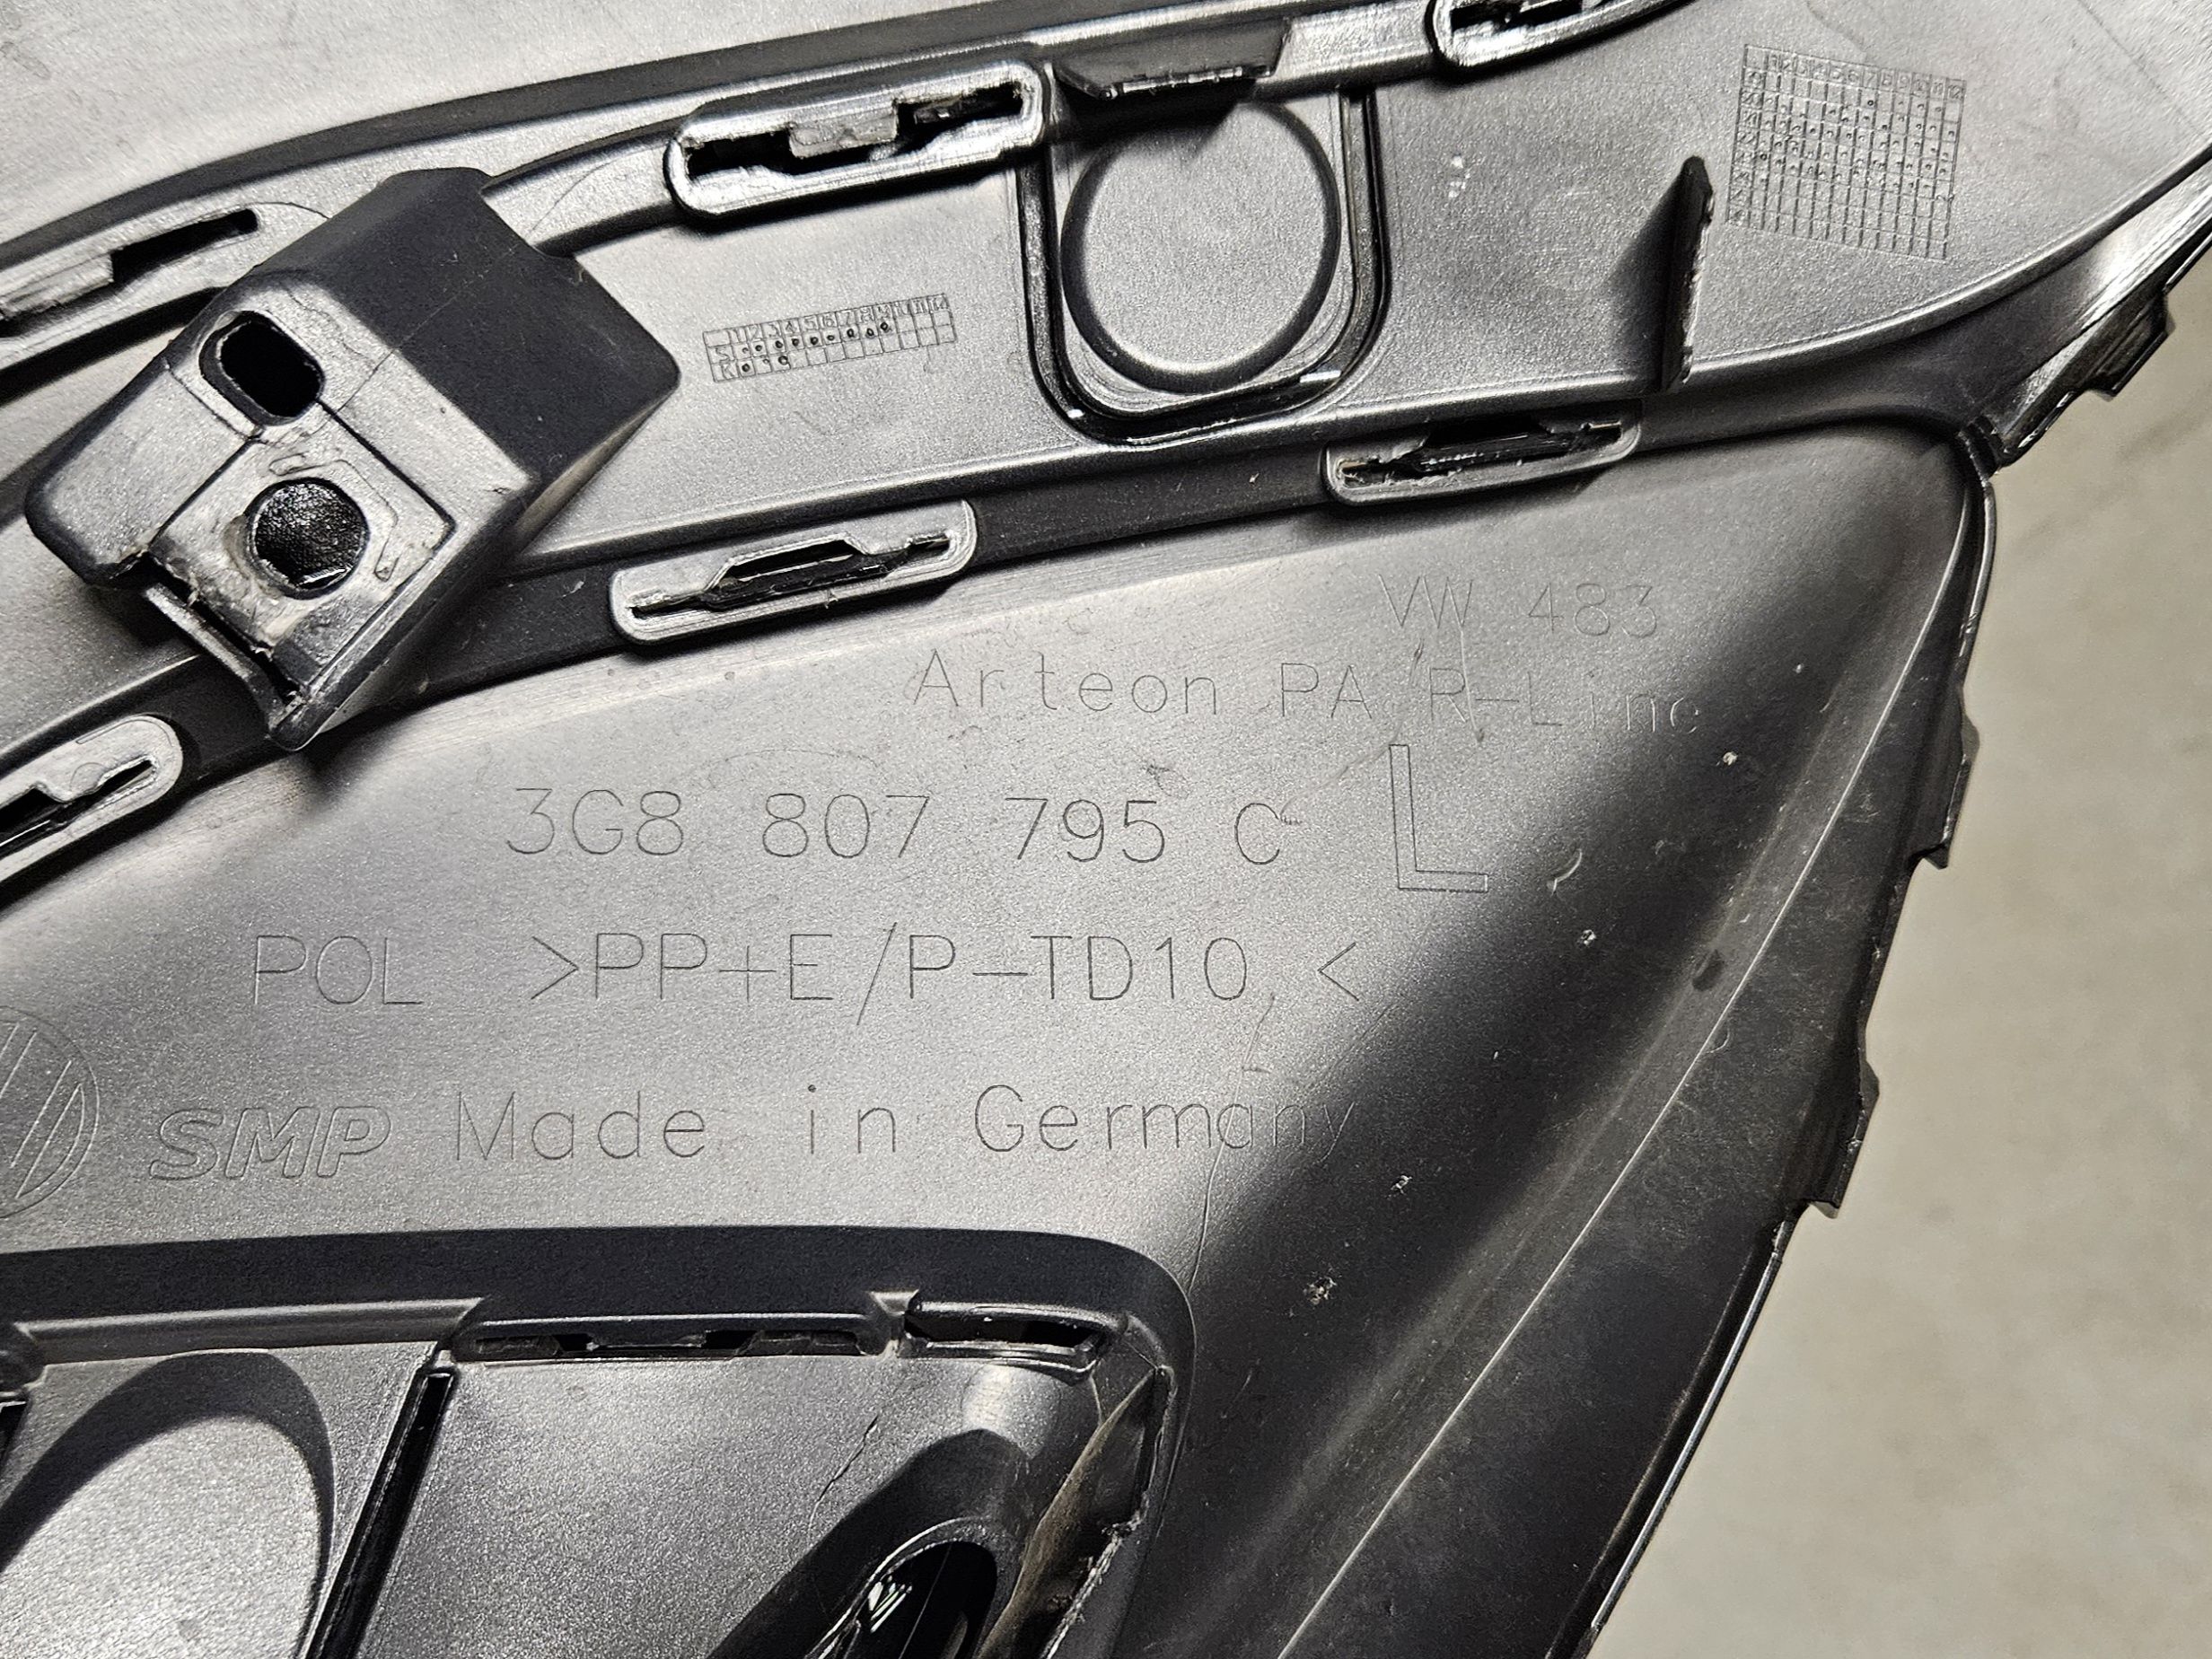 VW 483
Arteon PA R-Line
3G8 807 795 C L
POL >PP+E/P-TD10 <
SMP Made in Germany